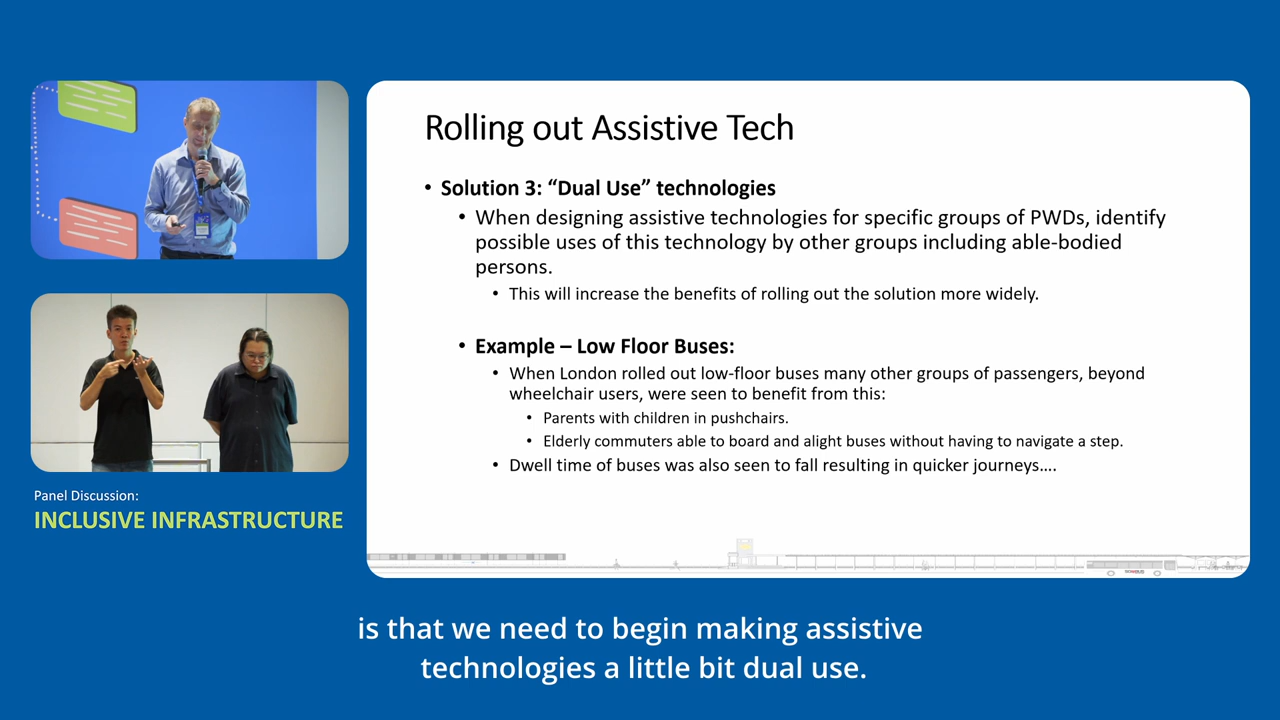 Rolling out Assistive Tech
• Solution 3: “Dual Use” technologies
• When designing assistive technologies for specific groups of PWDs, identify
possible uses of this technology by other groups including able-bodied
persons.
• This will increase the benefits of rolling out the solution more widely.
• Example – Low Floor Buses:
• When London rolled out low-floor buses many other groups of passengers, beyond
wheelchair users, were seen to benefit from this:
• Parents with children in pushchairs.
• Elderly commuters able to board and alight buses without having to navigate a step.
• Dwell time of buses was also seen to fall resulting in quicker journeys….
Panel Discussion:
INCLUSIVE INFRASTRUCTURE
is that we need to begin making assistive
technologies a little bit dual use.